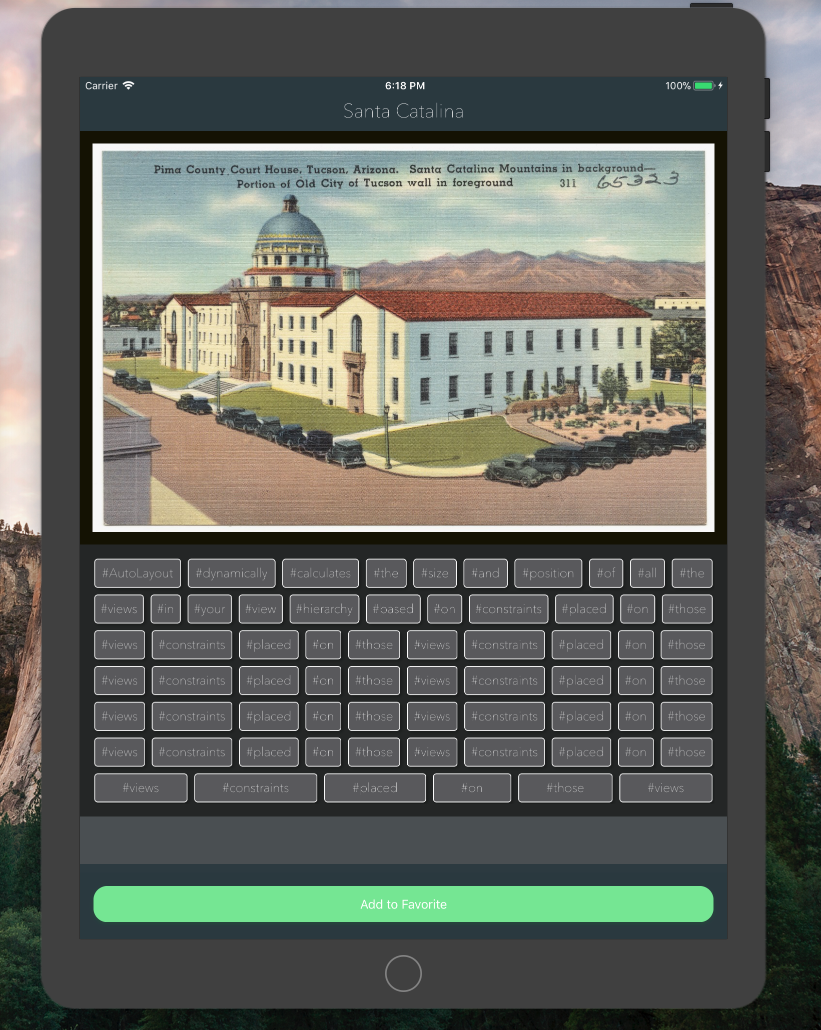 Carrier 6:18 PM 100%
Santa Catalina
Pima County Court House, Tucson, Arizona. Santa Catalina Mountains in background—
Portion of Old City of Tucson wall in foreground 311 65323
#AutoLayout #dynamically #calculates #the #size #and #position #of #all #the
#views #in #your #view #hierarchy #based #on #constraints #placed #on #those
#views #constraints #placed #on #those #views #constraints #placed #on #those
#views #constraints #placed #on #those #views #constraints #placed #on #those
#views #constraints #placed #on #those #views #constraints #placed #on #those
#views #constraints #placed #on #those #views #constraints #placed #on #those
#views #constraints #placed #on #those #views
Add to Favorite